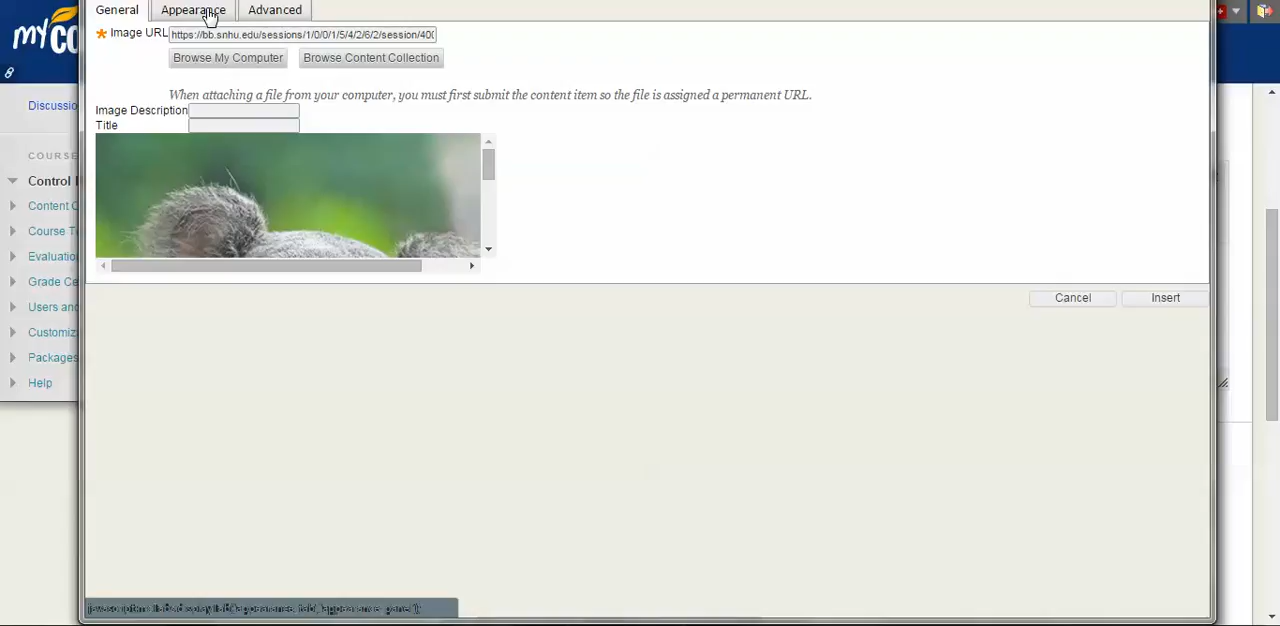 General Appearance Advanced
myCO
Image URL https://bb.snhu.edu/sessions/1/0/0/1/5/4/2/6/2/session/400
Browse My Computer Browse Content Collection
When attaching a file from your computer, you must first submit the content item so the file is assigned a permanent URL.
Discussio
Image Description
Title
COURSE
Control
Content C
Course T
Evaluatio
Grade Ce
Users and
Customiz
Packages
Help
Cancel Insert